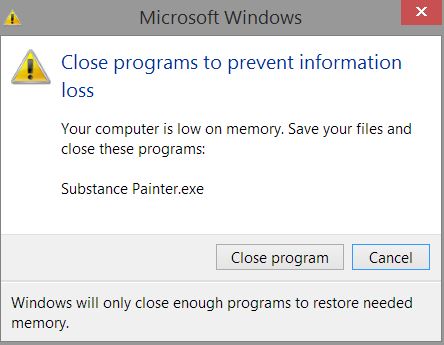 Microsoft Windows
Close programs to prevent information
loss
Your computer is low on memory. Save your files and
close these programs:
Substance Painter.exe
Close program
Cancel
Windows will only close enough programs to restore needed
memory.